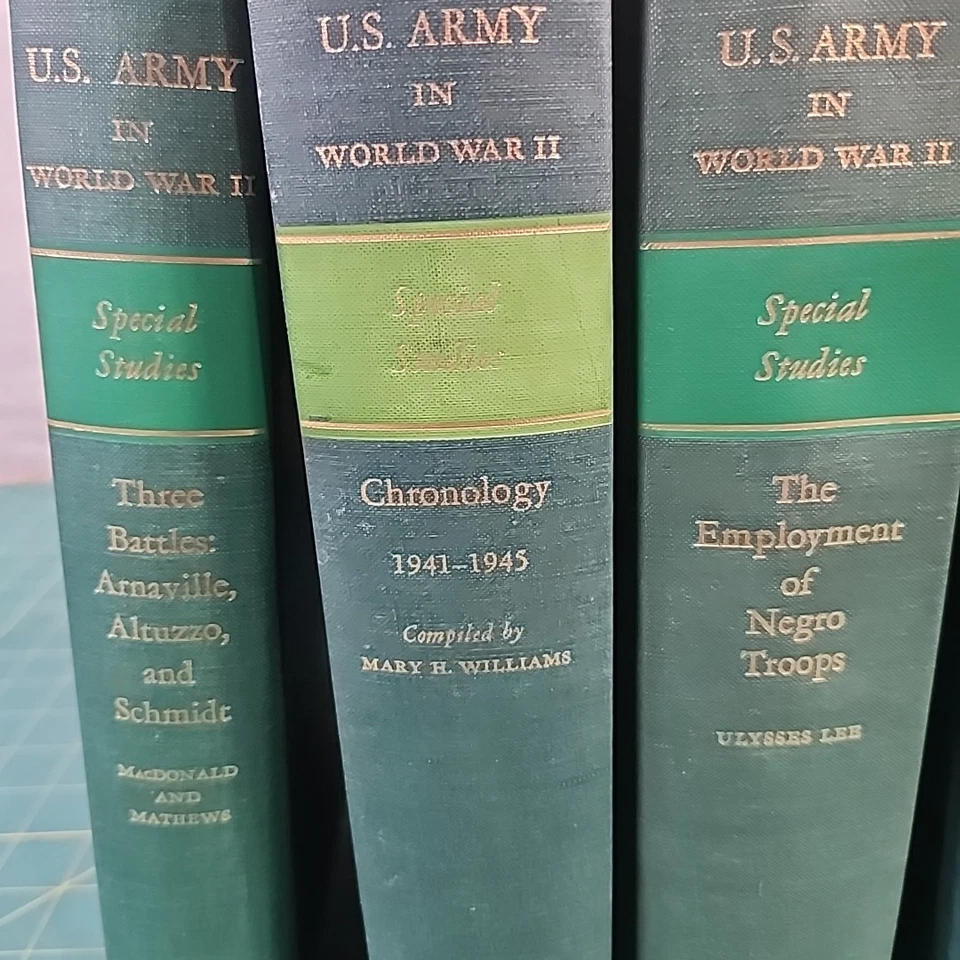 U.S. ARMY
IN
WORLD WAR II
Special
Studies
Three
Battles:
Arnaville,
Altuzzo,
and
Schmidt
MACDONALD
AND
MATHEWS
U.S. ARMY
IN
WORLD WAR II
Special
Studies
Chronology
1941–1945
Compiled by
MARY H. WILLIAMS
U.S. ARMY
IN
WORLD WAR II
Special
Studies
The
Employment
of
Negro
Troops
ULYSSES LEE